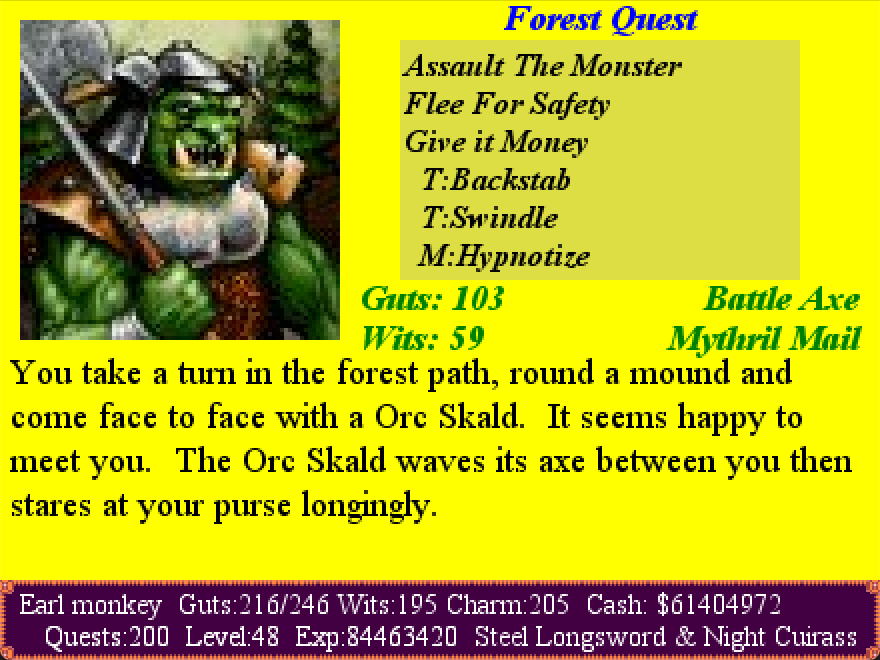 Forest Quest
Assault The Monster
Flee For Safety
Give it Money
T:Backstab
T:Swindle
M:Hypnotize
Guts: 103 Battle Axe
Wits: 59 Mythril Mail
You take a turn in the forest path, round a mound and
come face to face with a Orc Skald. It seems happy to
meet you. The Orc Skald waves its axe between you then
stares at your purse longingly.
Earl monkey Guts:216/246 Wits:195 Charm:205 Cash: $61404972
Quests:200 Level:48 Exp:84463420 Steel Longsword & Night Cuirass